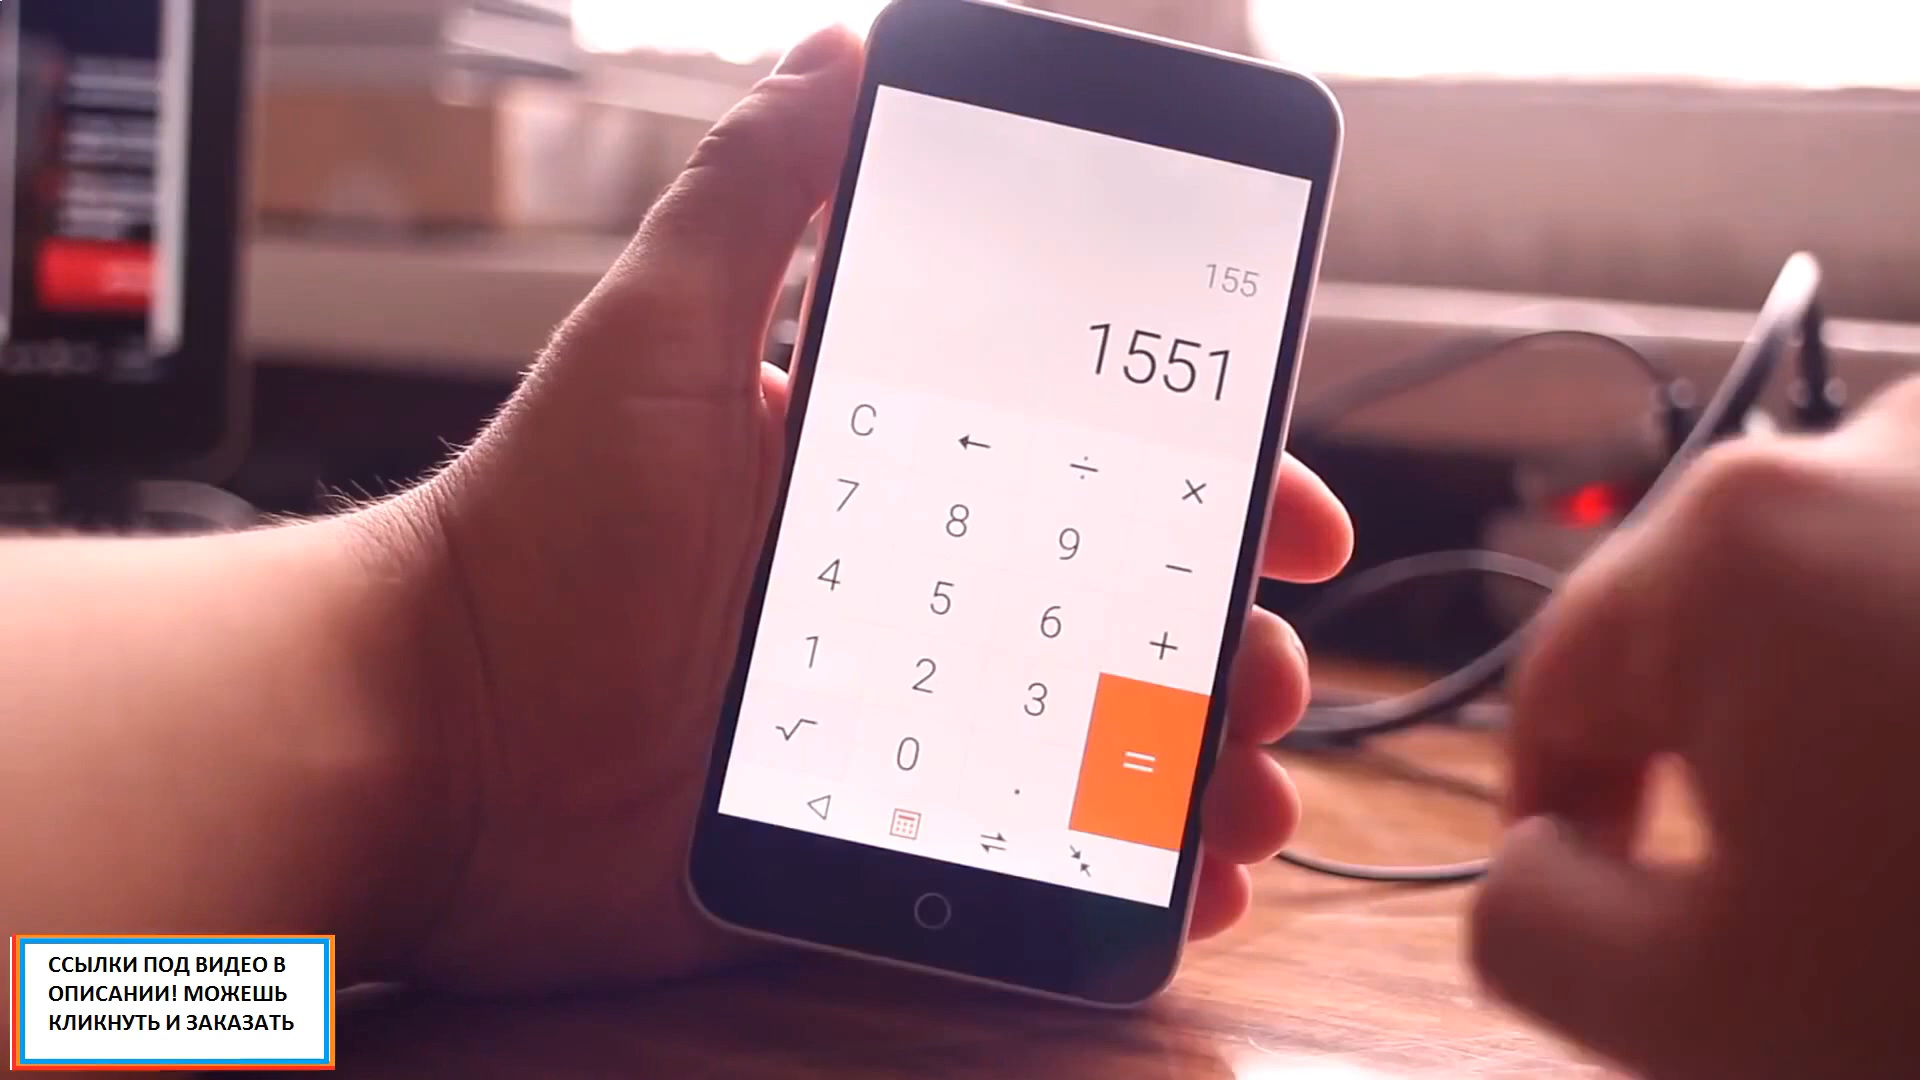 155
1551
C ← ÷ ×
7 8 9 −
4 5 6 +
1 2 3 =
√ 0 .
ССЫЛКИ ПОД ВИДЕО В
ОПИСАНИИ! МОЖЕШЬ
КЛИКНУТЬ И ЗАКАЗАТЬ